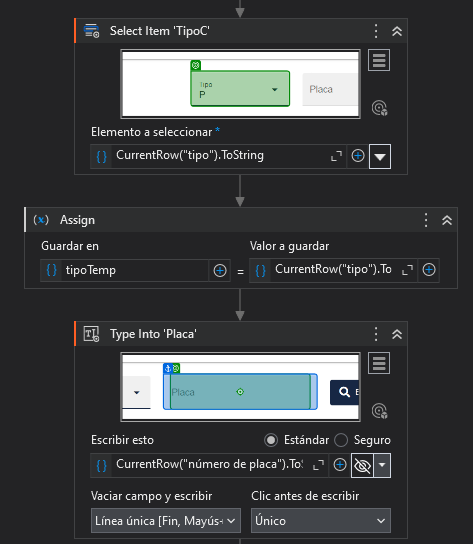 Select Item 'TipoC'
Tipo
P
Placa
Elemento a seleccionar *
CurrentRow("tipo").ToString
Assign
Guardar en
Valor a guardar
tipoTemp
=
CurrentRow("tipo").To
Type Into 'Placa'
Placa
Escribir esto
Estándar
Seguro
CurrentRow("número de placa").ToS
Vaciar campo y escribir
Clic antes de escribir
Línea única [Fin, Mayús+
Único